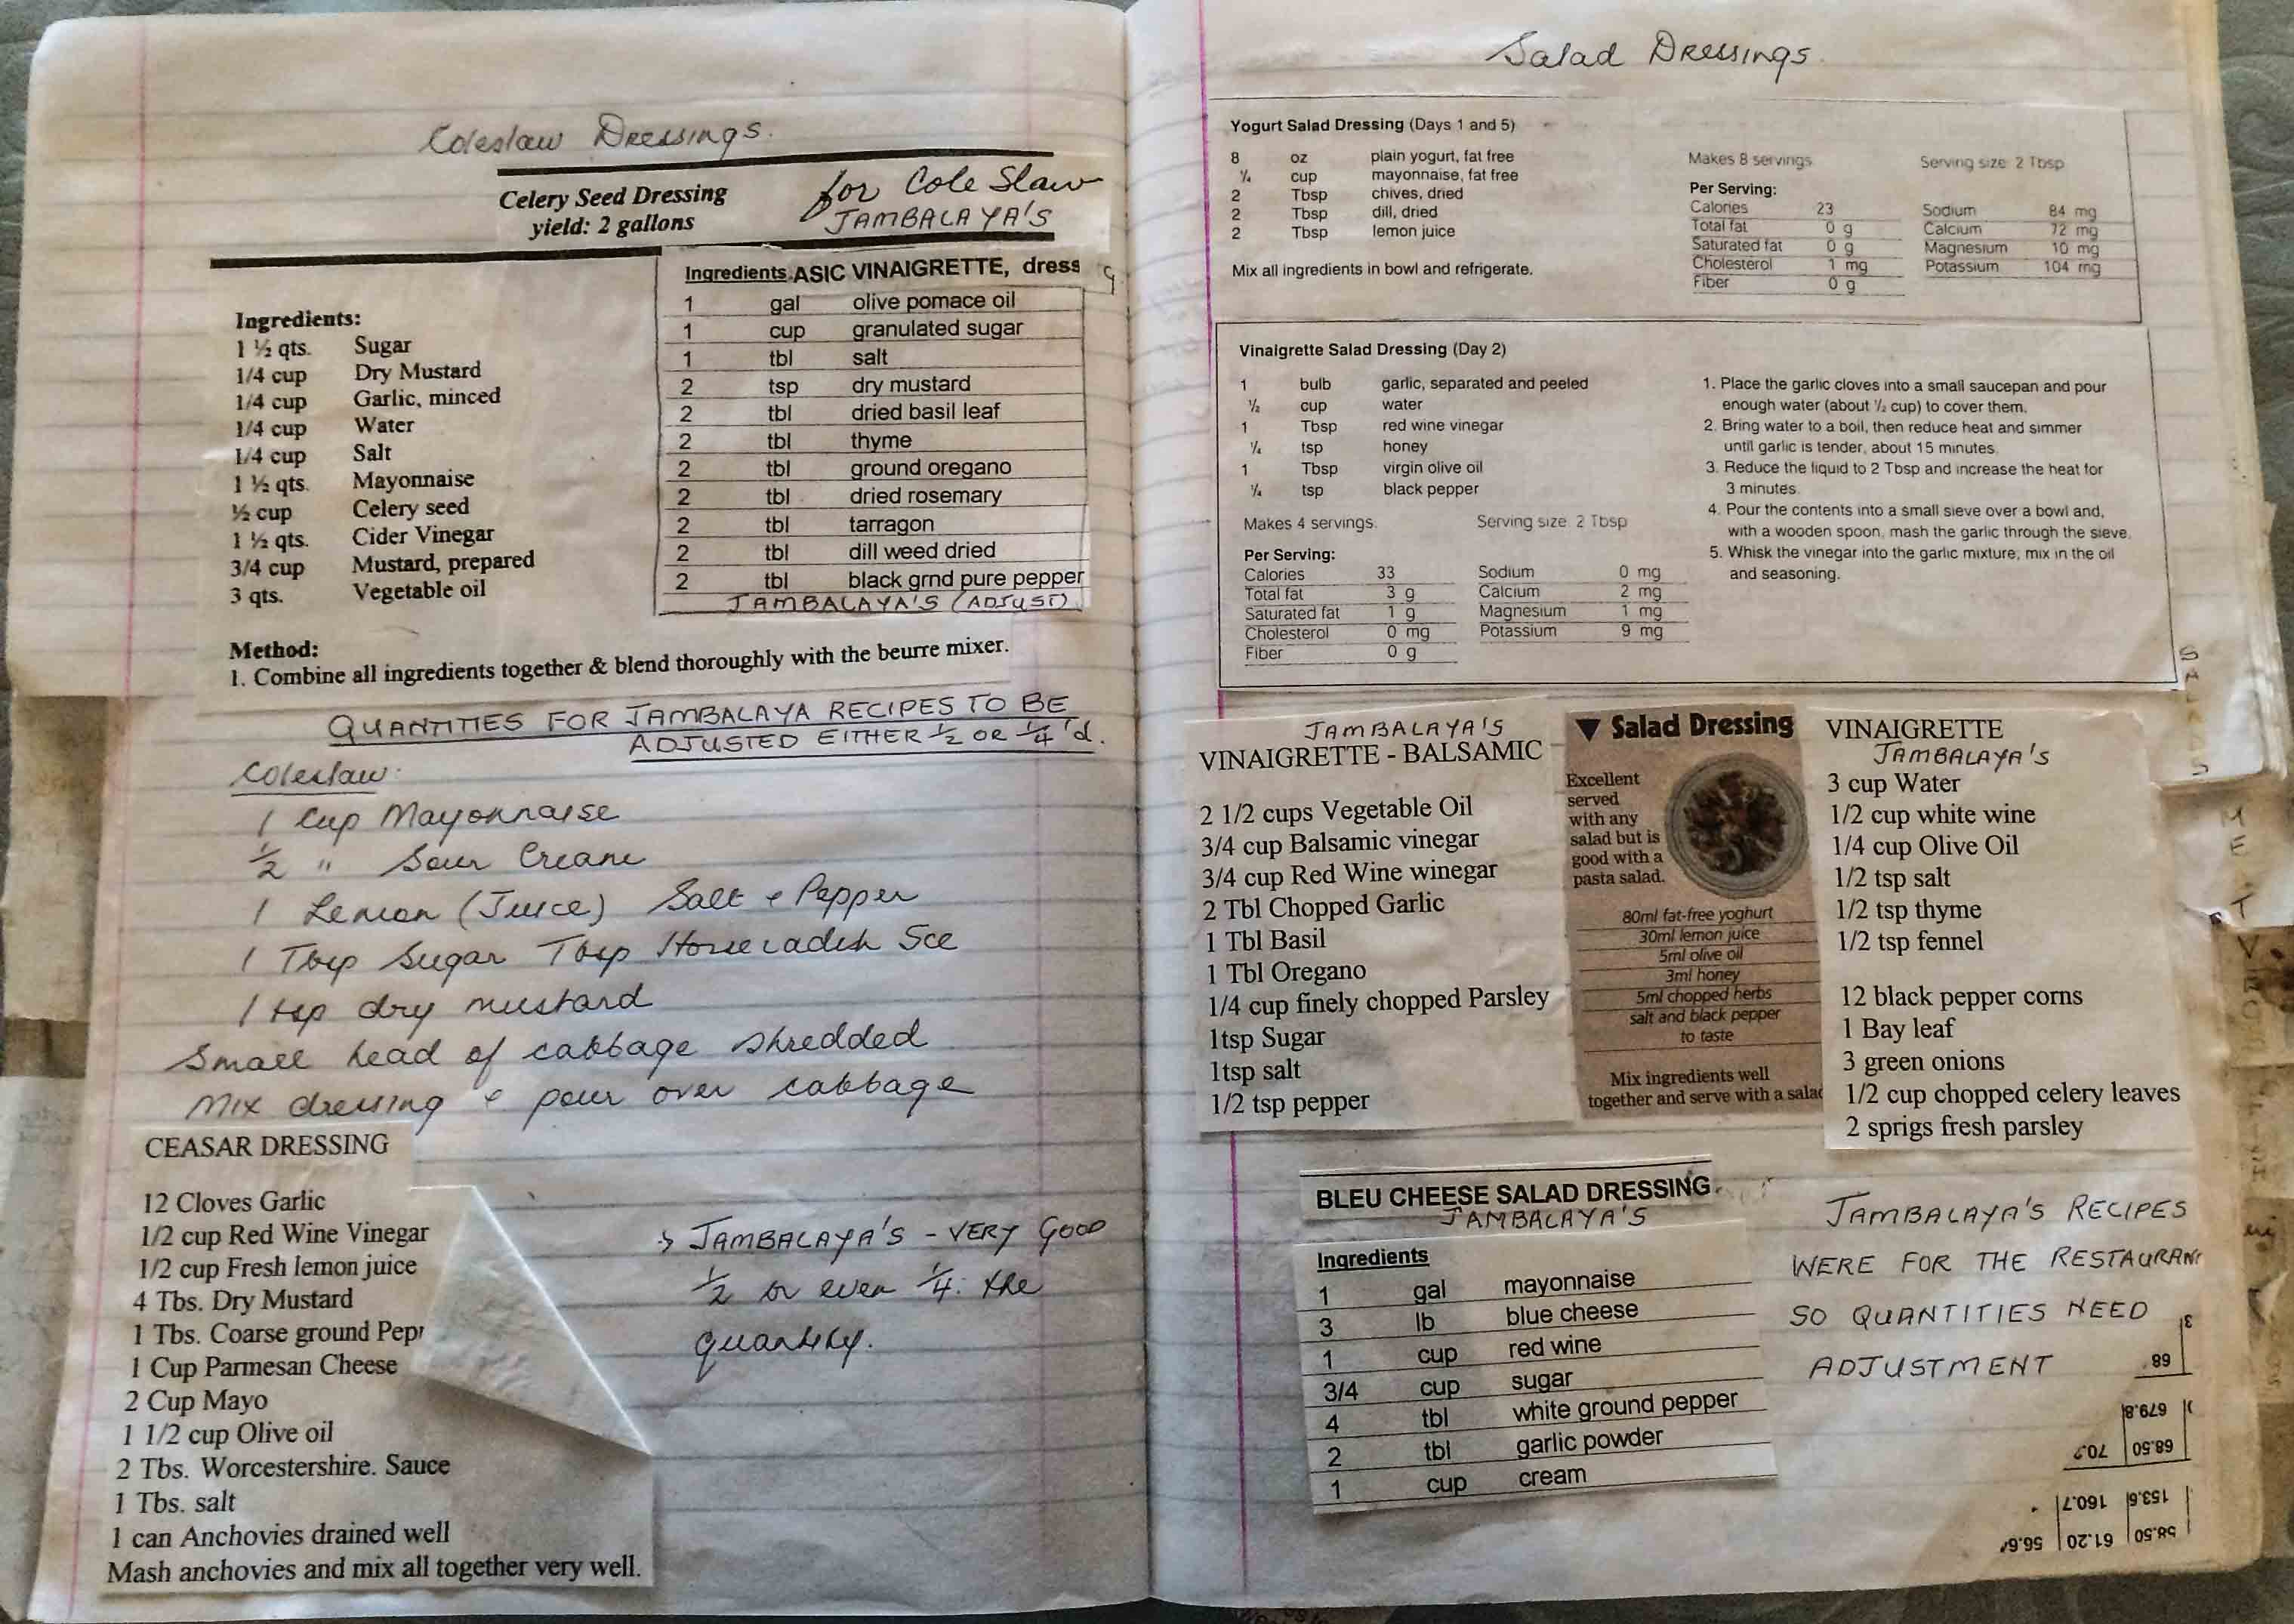 Coleslaw Dressings.
Celery Seed Dressing
yield: 2 gallons
for Cole Slaw
JAMBALAYA'S
Ingredients:
1 ½ qts. Sugar
1/4 cup Dry Mustard
1/4 cup Garlic, minced
1/4 cup Water
1/4 cup Salt
1 ½ qts. Mayonnaise
½ cup Celery seed
1 ½ qts. Cider Vinegar
3/4 cup Mustard, prepared
3 qts. Vegetable oil
Ingredients ASIC VINAIGRETTE, dress g
1 gal olive pomace oil
1 cup granulated sugar
1 tbl salt
2 tsp dry mustard
2 tbl dried basil leaf
2 tbl thyme
2 tbl ground oregano
2 tbl dried rosemary
2 tbl tarragon
2 tbl dill weed dried
2 tbl black grnd pure pepper
JAMBALAYA'S (ADJUST)
Method:
1. Combine all ingredients together & blend thoroughly with the beurre mixer.
QUANTITIES FOR JAMBALAYA RECIPES TO BE
ADJUSTED EITHER ½ OR ¼'d.
Coleslaw:
1 Cup Mayonnaise
½ " Sour Cream
1 Lemon (Juice) Salt & Pepper
1 Tbsp Sugar Tbsp Horseradish Sce
1 tsp dry mustard
Small head of cabbage shredded
Mix dressing & pour over cabbage
CEASAR DRESSING
12 Cloves Garlic
1/2 cup Red Wine Vinegar
1/2 cup Fresh lemon juice
4 Tbs. Dry Mustard
1 Tbs. Coarse ground Pep
1 Cup Parmesan Cheese
2 Cup Mayo
1 1/2 cup Olive oil
2 Tbs. Worcestershire. Sauce
1 Tbs. salt
1 can Anchovies drained well
Mash anchovies and mix all together very well.
→ JAMBALAYA'S - VERY GOOD
½ or even ¼. the
quantity.
Salad Dressings.
Yogurt Salad Dressing (Days 1 and 5)
8 oz plain yogurt, fat free
¼ cup mayonnaise, fat free
2 Tbsp chives, dried
2 Tbsp dill, dried
2 Tbsp lemon juice
Mix all ingredients in bowl and refrigerate.
Makes 8 servings Serving size: 2 Tbsp
Per Serving:
Calories 23 Sodium 84 mg
Total fat 0 g Calcium 72 mg
Saturated fat 0 g Magnesium 10 mg
Cholesterol 1 mg Potassium 104 mg
Fiber 0 g
Vinaigrette Salad Dressing (Day 2)
1 bulb garlic, separated and peeled
½ cup water
1 Tbsp red wine vinegar
¼ tsp honey
1 Tbsp virgin olive oil
¼ tsp black pepper
Makes 4 servings. Serving size: 2 Tbsp
Per Serving:
Calories 33 Sodium 0 mg
Total fat 3 g Calcium 2 mg
Saturated fat 1 g Magnesium 1 mg
Cholesterol 0 mg Potassium 9 mg
Fiber 0 g
1. Place the garlic cloves into a small saucepan and pour
enough water (about ½ cup) to cover them.
2. Bring water to a boil, then reduce heat and simmer
until garlic is tender, about 15 minutes.
3. Reduce the liquid to 2 Tbsp and increase the heat for
3 minutes.
4. Pour the contents into a small sieve over a bowl and,
with a wooden spoon, mash the garlic through the sieve.
5. Whisk the vinegar into the garlic mixture; mix in the oil
and seasoning.
JAMBALAYA'S
VINAIGRETTE - BALSAMIC
2 1/2 cups Vegetable Oil
3/4 cup Balsamic vinegar
3/4 cup Red Wine winegar
2 Tbl Chopped Garlic
1 Tbl Basil
1 Tbl Oregano
1/4 cup finely chopped Parsley
1tsp Sugar
1tsp salt
1/2 tsp pepper
▼ Salad Dressing
Excellent
served
with any
salad but is
good with a
pasta salad.
80ml fat-free yoghurt
30ml lemon juice
5ml olive oil
3ml honey
5ml chopped herbs
salt and black pepper
to taste
Mix ingredients well
together and serve with a salad
VINAIGRETTE
JAMBALAYA'S
3 cup Water
1/2 cup white wine
1/4 cup Olive Oil
1/2 tsp salt
1/2 tsp thyme
1/2 tsp fennel
12 black pepper corns
1 Bay leaf
3 green onions
1/2 cup chopped celery leaves
2 sprigs fresh parsley
BLEU CHEESE SALAD DRESSING
JAMBALAYA'S
Ingredients
1 gal mayonnaise
3 lb blue cheese
1 cup red wine
3/4 cup sugar
4 tbl white ground pepper
2 tbl garlic powder
1 cup cream
JAMBALAYA'S RECIPES
WERE FOR THE RESTAURANT
SO QUANTITIES NEED
ADJUSTMENT
SALADS
MEAT
68
679.8
68.50 70.
153.6 160.7
58.50 61.20 56.6